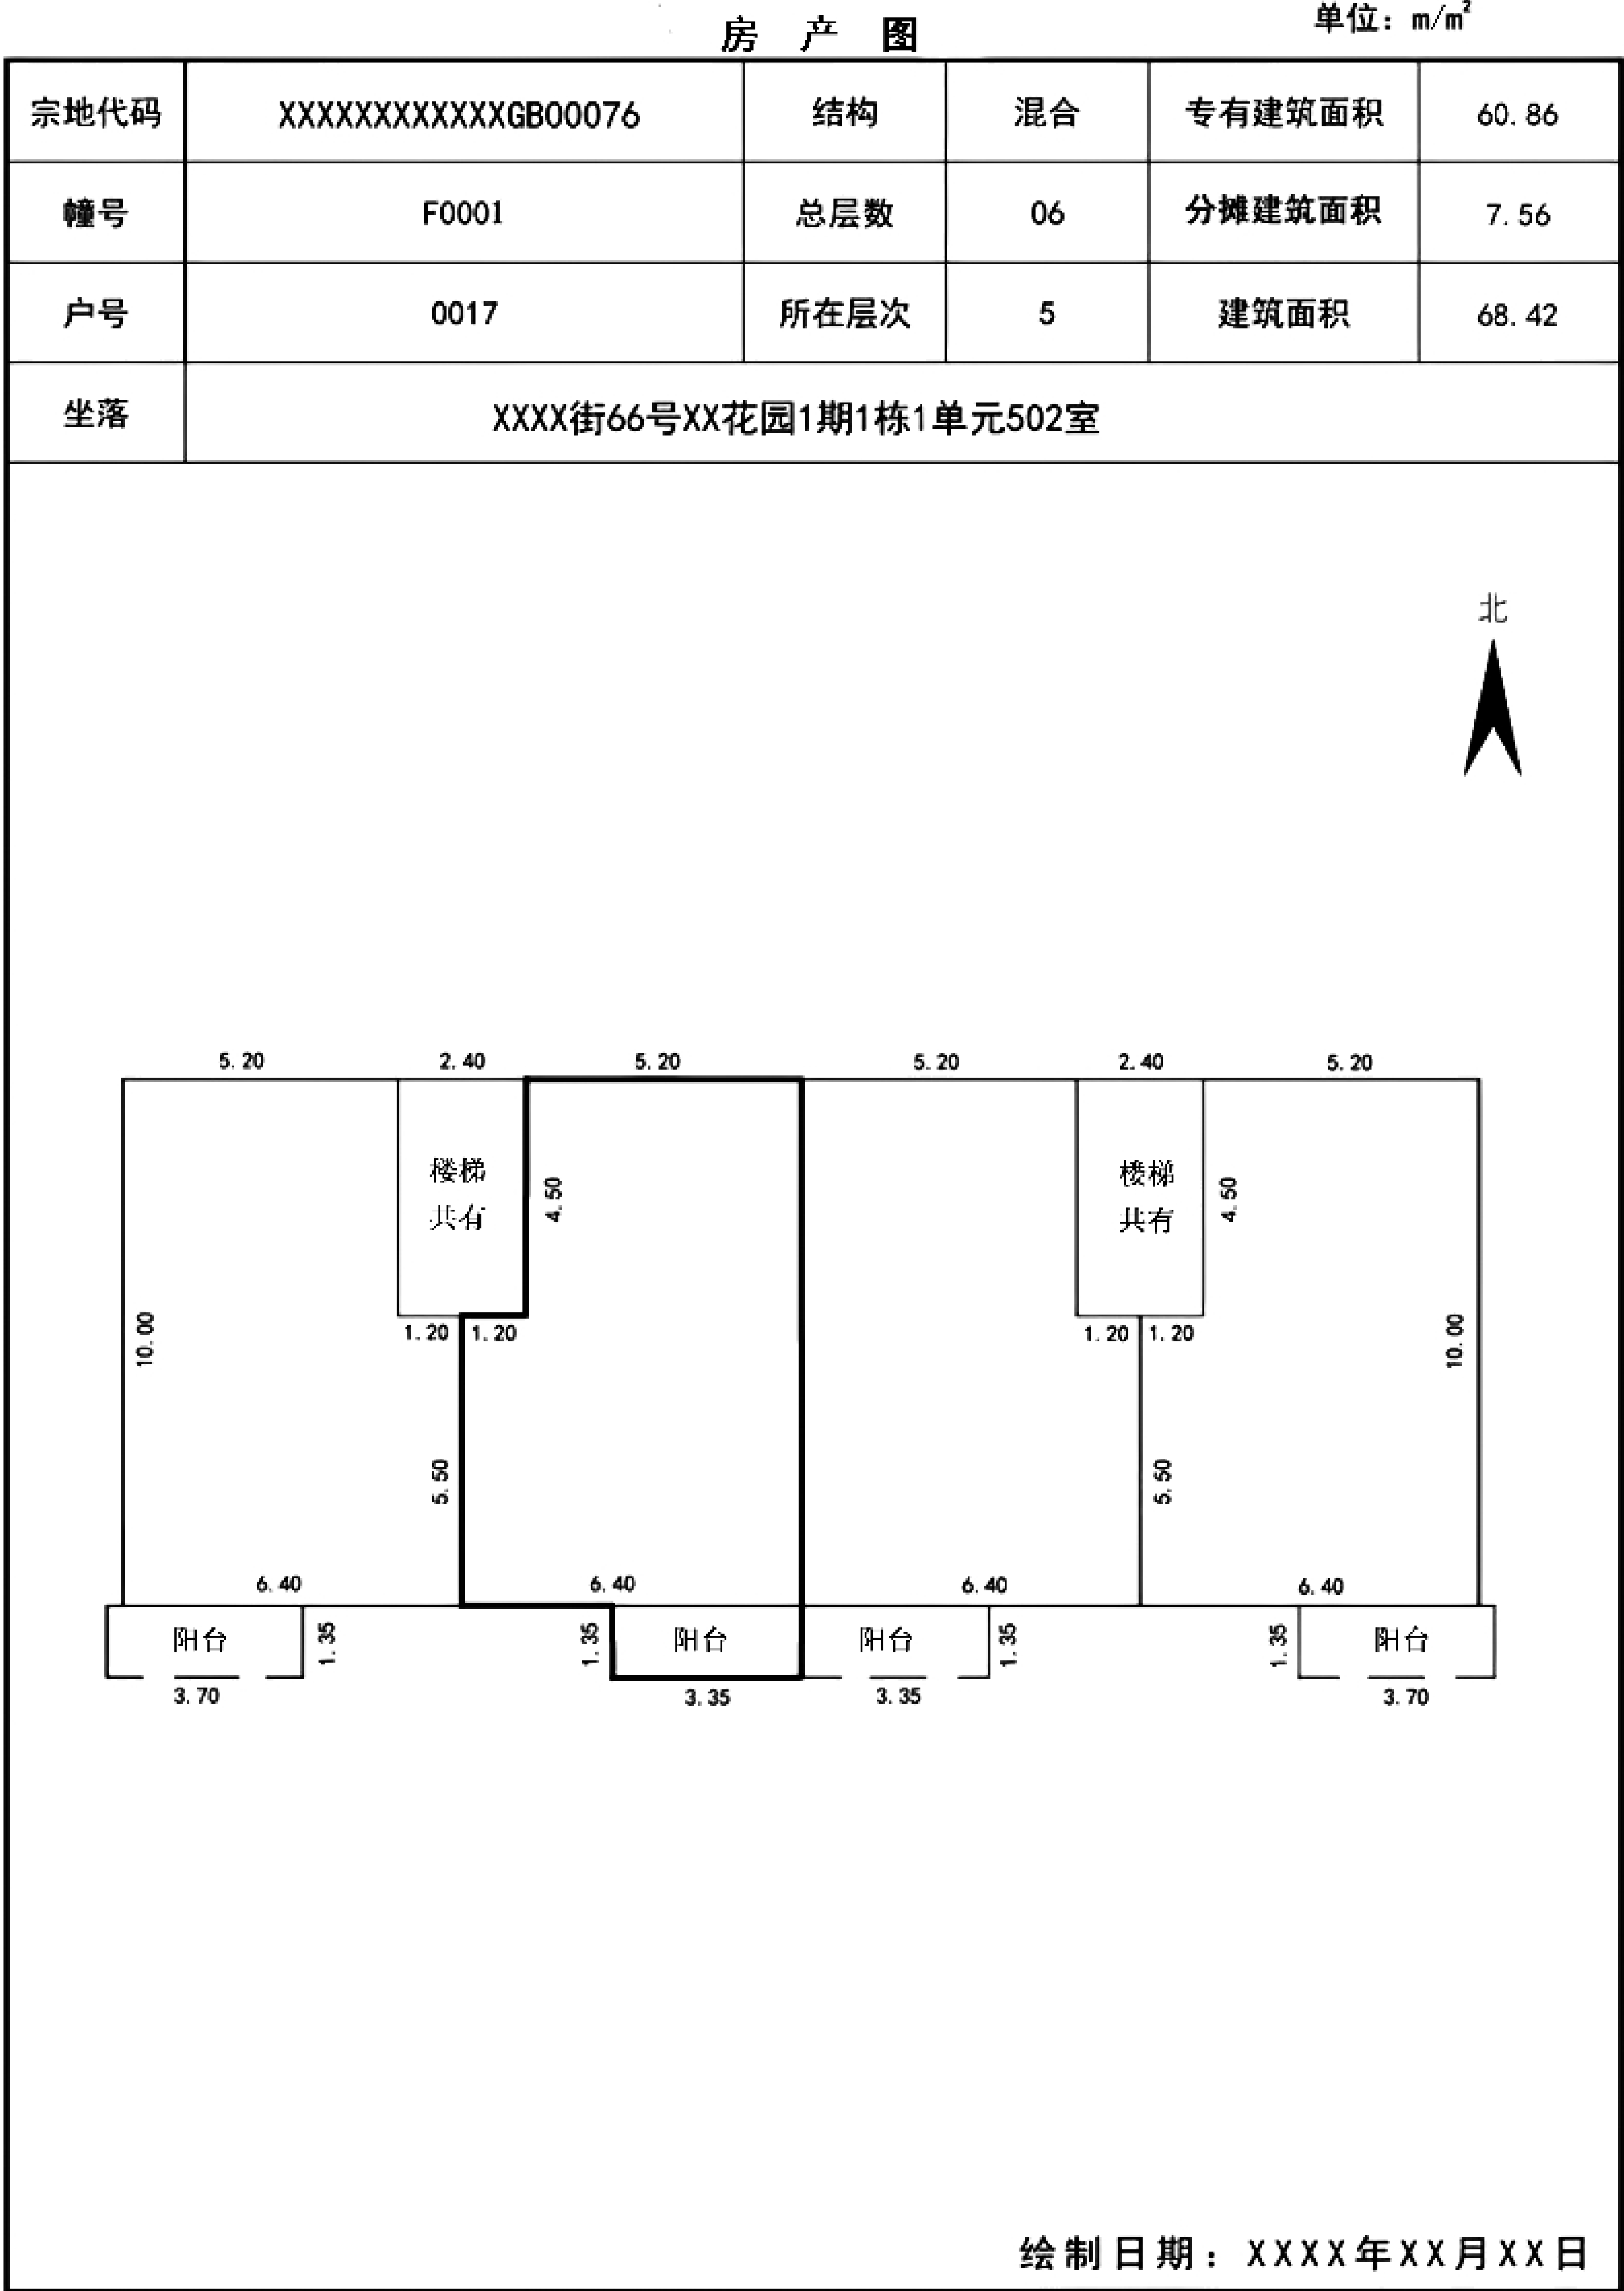 单位：m/m²
房 产 图
宗地代码 XXXXXXXXXXXXGB00076 结构 混合 专有建筑面积 60.86
幢号 F0001 总层数 06 分摊建筑面积 7.56
户号 0017 所在层次 5 建筑面积 68.42
坐落 XXXX街66号XX花园1期1栋1单元502室
北
5.20 2.40 5.20 5.20 2.40 5.20
楼梯 楼梯
共有 共有
4.50 4.50
10.00 10.00
1.20 1.20 1.20 1.20
5.50 5.50
6.40 6.40 6.40 6.40
阳台 1.35 1.35 阳台 阳台 1.35 1.35 阳台
3.70 3.35 3.35 3.70
绘制日期：XXXX年XX月XX日